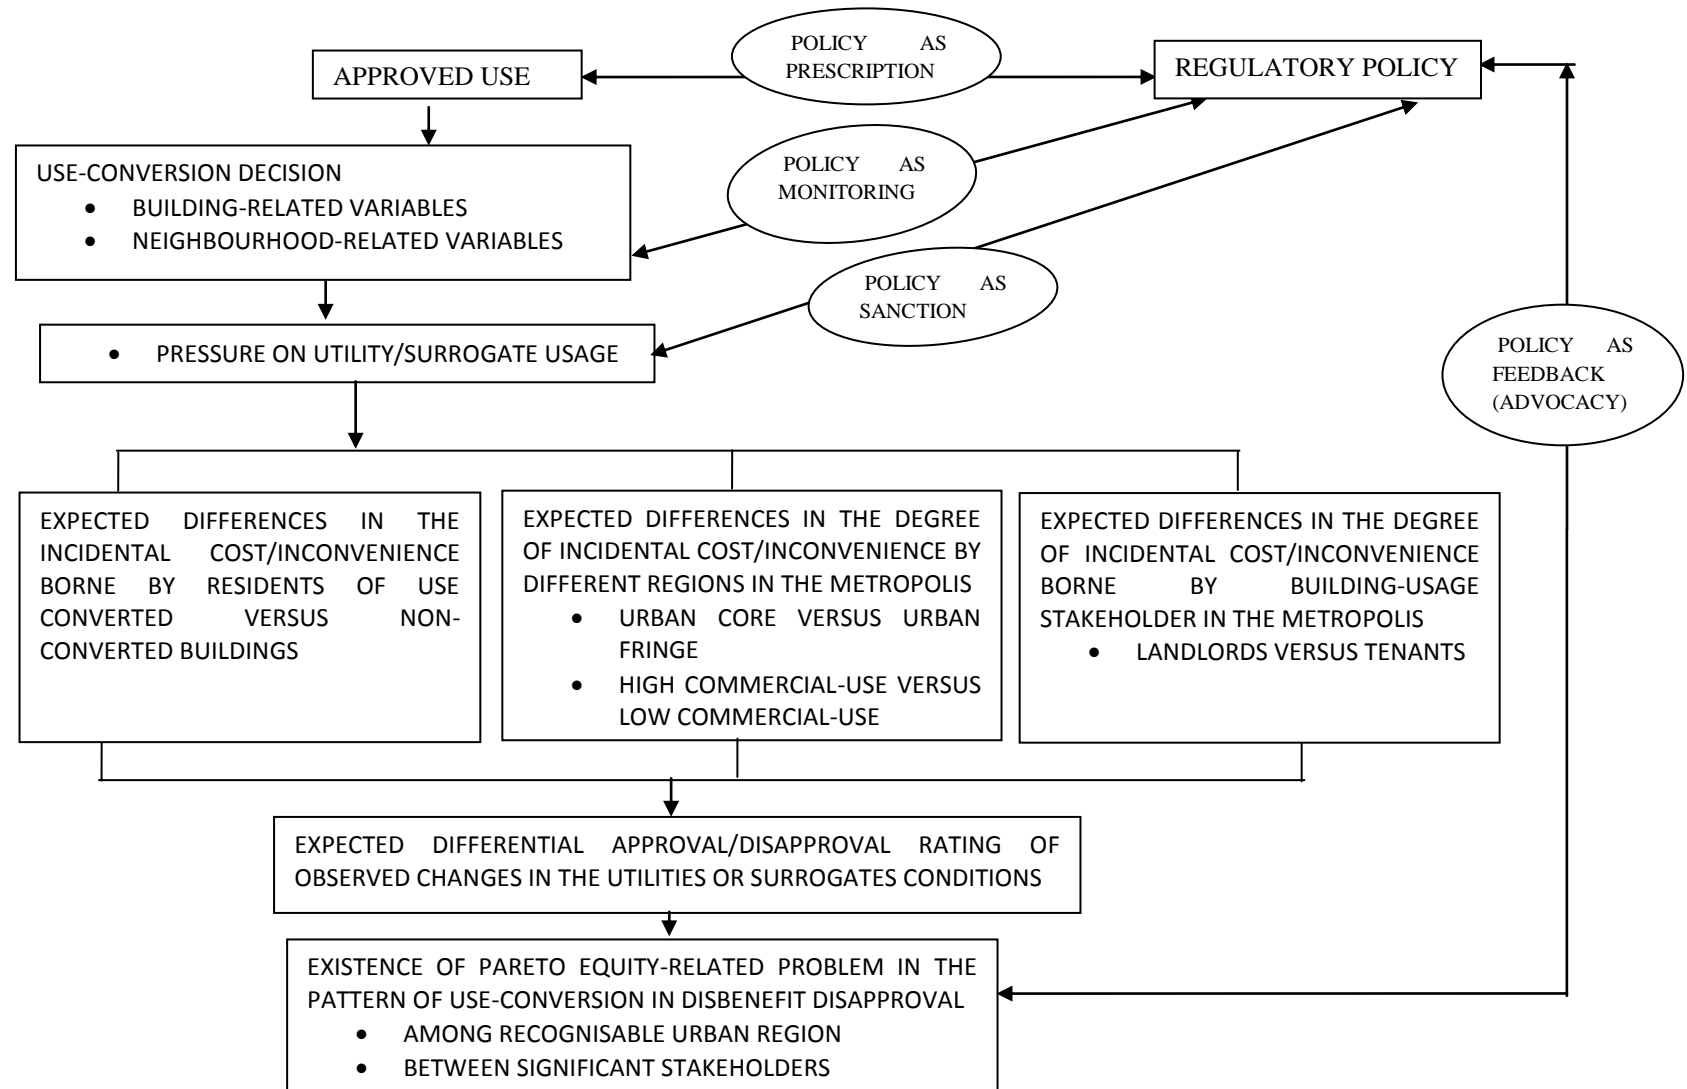 POLICY AS
PRESCRIPTION
APPROVED USE
REGULATORY POLICY
POLICY AS
MONITORING
USE-CONVERSION DECISION
• BUILDING-RELATED VARIABLES
• NEIGHBOURHOOD-RELATED VARIABLES
POLICY AS
SANCTION
• PRESSURE ON UTILITY/SURROGATE USAGE
POLICY AS
FEEDBACK
(ADVOCACY)
EXPECTED DIFFERENCES IN THE
INCIDENTAL COST/INCONVENIENCE
BORNE BY RESIDENTS OF USE
CONVERTED VERSUS NON-
CONVERTED BUILDINGS
EXPECTED DIFFERENCES IN THE DEGREE
OF INCIDENTAL COST/INCONVENIENCE BY
DIFFERENT REGIONS IN THE METROPOLIS
• URBAN CORE VERSUS URBAN
FRINGE
• HIGH COMMERCIAL-USE VERSUS
LOW COMMERCIAL-USE
EXPECTED DIFFERENCES IN THE DEGREE
OF INCIDENTAL COST/INCONVENIENCE
BORNE BY BUILDING-USAGE
STAKEHOLDER IN THE METROPOLIS
• LANDLORDS VERSUS TENANTS
EXPECTED DIFFERENTIAL APPROVAL/DISAPPROVAL RATING OF
OBSERVED CHANGES IN THE UTILITIES OR SURROGATES CONDITIONS
EXISTENCE OF PARETO EQUITY-RELATED PROBLEM IN THE
PATTERN OF USE-CONVERSION IN DISBENEFIT DISAPPROVAL
• AMONG RECOGNISABLE URBAN REGION
• BETWEEN SIGNIFICANT STAKEHOLDERS